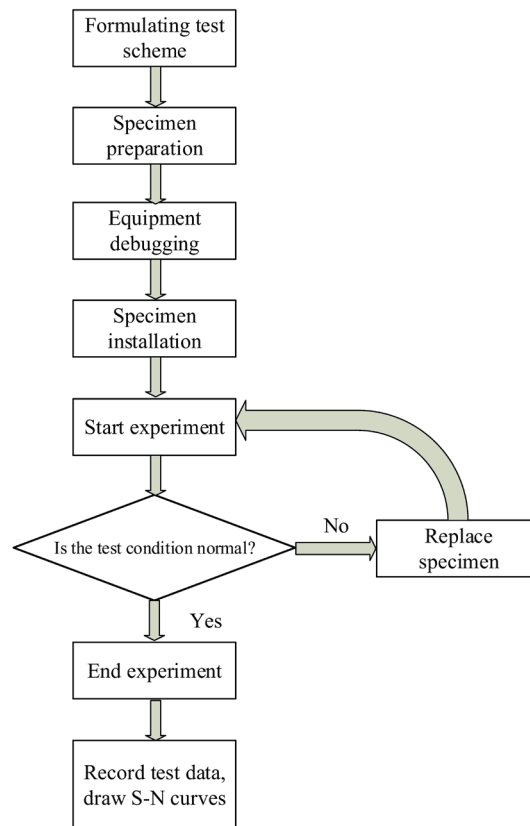 Formulating test
scheme
Specimen
preparation
Equipment
debugging
Specimen
installation
Start experiment
Is the test condition normal?
No
Replace
specimen
Yes
End experiment
Record test data,
draw S-N curves